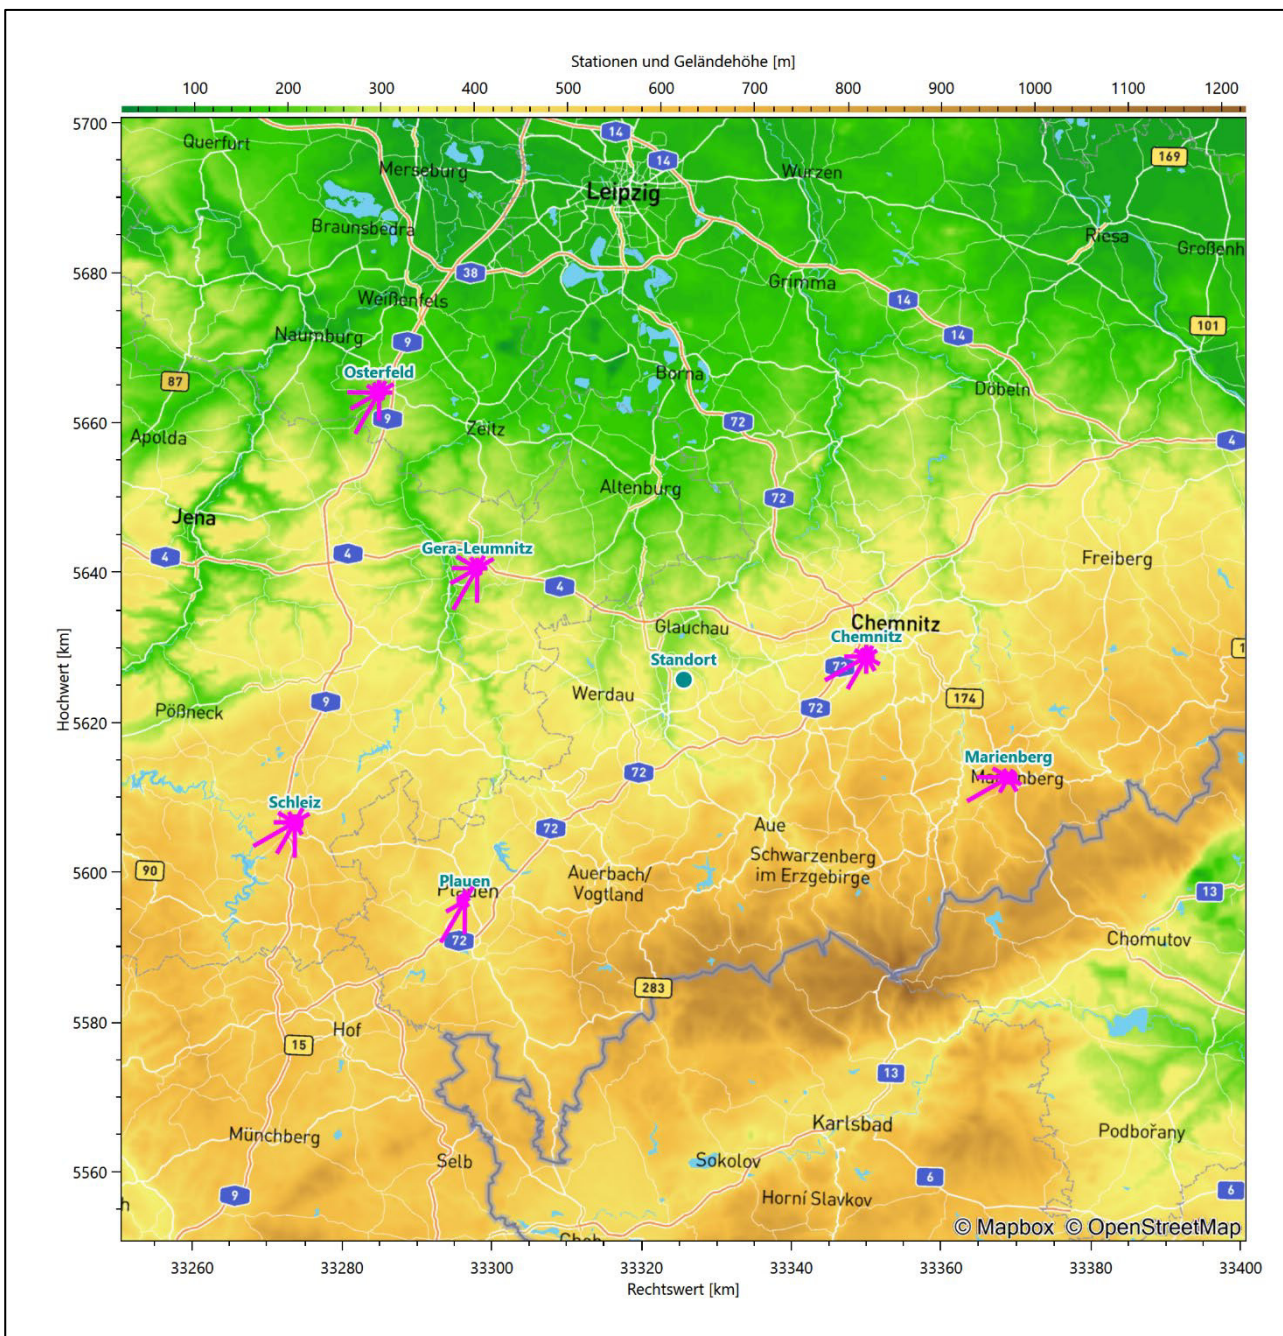 Stationen und Geländehöhe [m]
100 200 300 400 500 600 700 800 900 1000 1100 1200
5700
14
14
169
Querfurt
Merseburg
Wurzen
Leipzig
Braunsbedra
Riesa
Großenh
5680
38
Grimma
Weißenfels
14
Naumburg
9
14
101
Osterfeld
Borna
87
Döbeln
5660
9
72
Apolda
Zeitz
4
Altenburg
72
Jena
Gera-Leumnitz
4
4
Freiberg
5640
4
Glauchau
Chemnitz
Chemnitz
Standort
72
Werdau
174
9
Pößneck
72
5620
Hochwert [km]
Marienberg
72
Schleiz
Aue
72
Schwarzenberg
im Erzgebirge
90
Auerbach/
Vogtland
5600
Plauen
Plauen
13
72
Chomutov
283
5580
Hof
15
13
Karlsbad
Münchberg
Podbořany
5560
Selb
Sokolov
6
9
Horní Slavkov
6
h
Cheb
© Mapbox © OpenStreetMap
33260 33280 33300 33320 33340 33360 33380 33400
Rechtswert [km]